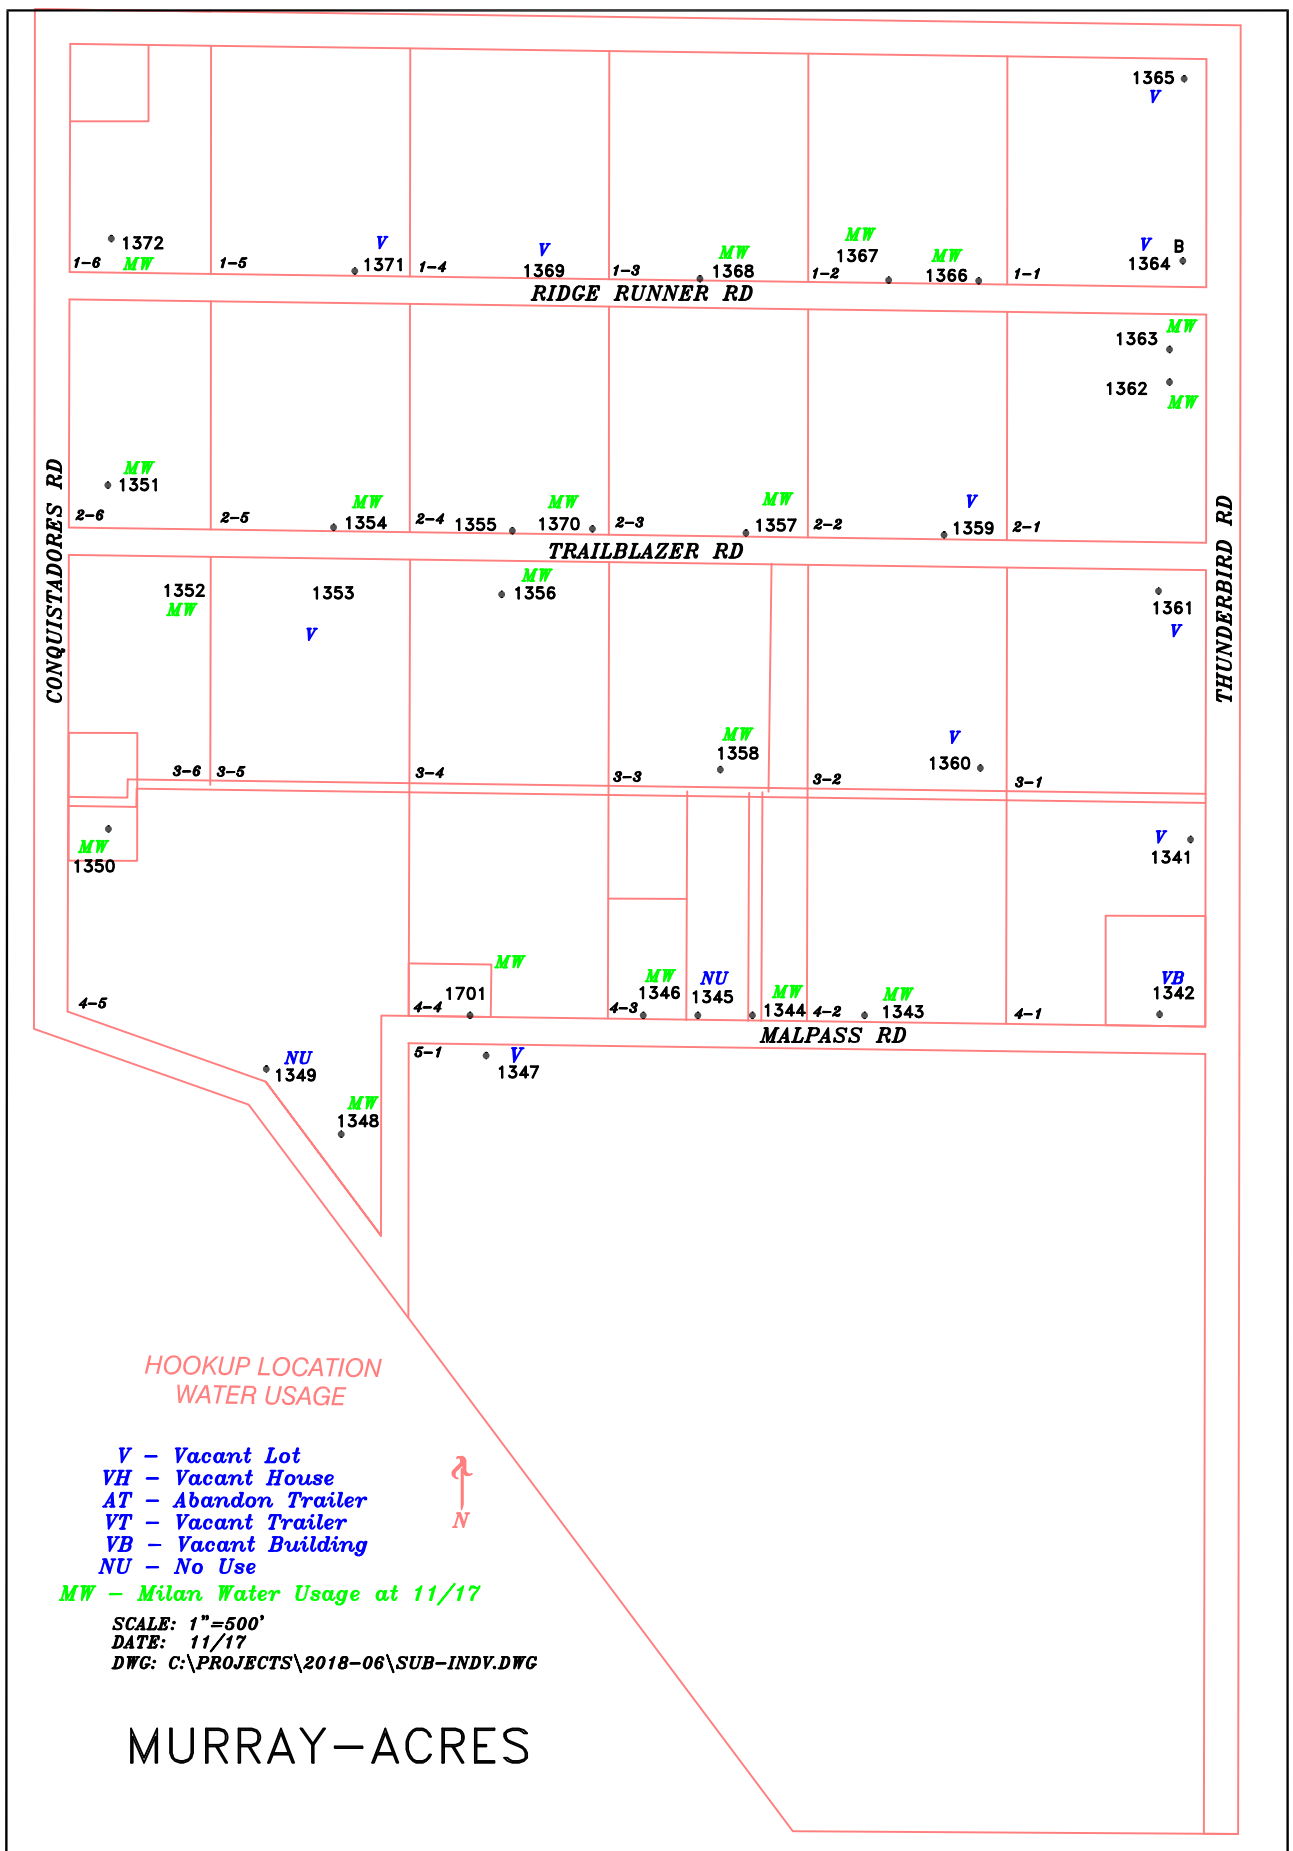 1365
V
1372
MW
1-6
1-5
V
1371
1-4
V
1369
1-3
MW
1368
MW
1367
1-2
MW
1366
1-1
V B
1364
RIDGE RUNNER RD
MW
1363
1362
MW
MW
1351
2-6
2-5
MW
1354
2-4
1355
MW
1370
2-3
MW
1357
2-2
V
1359
2-1
TRAILBLAZER RD
CONQUISTADORES RD
THUNDERBIRD RD
1352
MW
1353
V
MW
1356
1361
V
3-6
3-5
3-4
3-3
MW
1358
3-2
V
1360
3-1
MW
1350
V
1341
4-5
MW
1701
4-4
MW
1346
4-3
NU
1345
MW
1344
4-2
MW
1343
4-1
VB
1342
MALPASS RD
5-1
V
1347
NU
1349
MW
1348
HOOKUP LOCATION
WATER USAGE
V - Vacant Lot
VH - Vacant House
AT - Abandon Trailer
VT - Vacant Trailer
VB - Vacant Building
NU - No Use
MW - Milan Water Usage at 11/17
N
SCALE: 1"=500'
DATE: 11/17
DWG: C:\PROJECTS\2018-06\SUB-INDV.DWG
MURRAY-ACRES